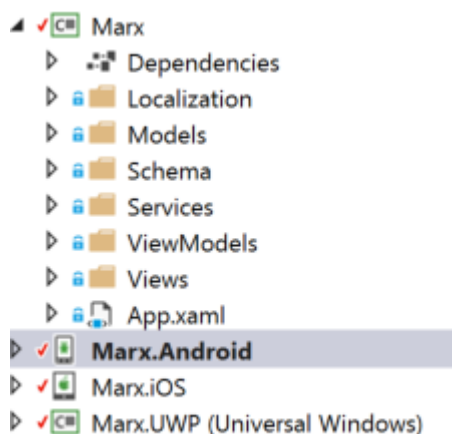 Marx
Dependencies
Localization
Models
Schema
Services
ViewModels
Views
App.xaml
Marx.Android
Marx.iOS
Marx.UWP (Universal Windows)